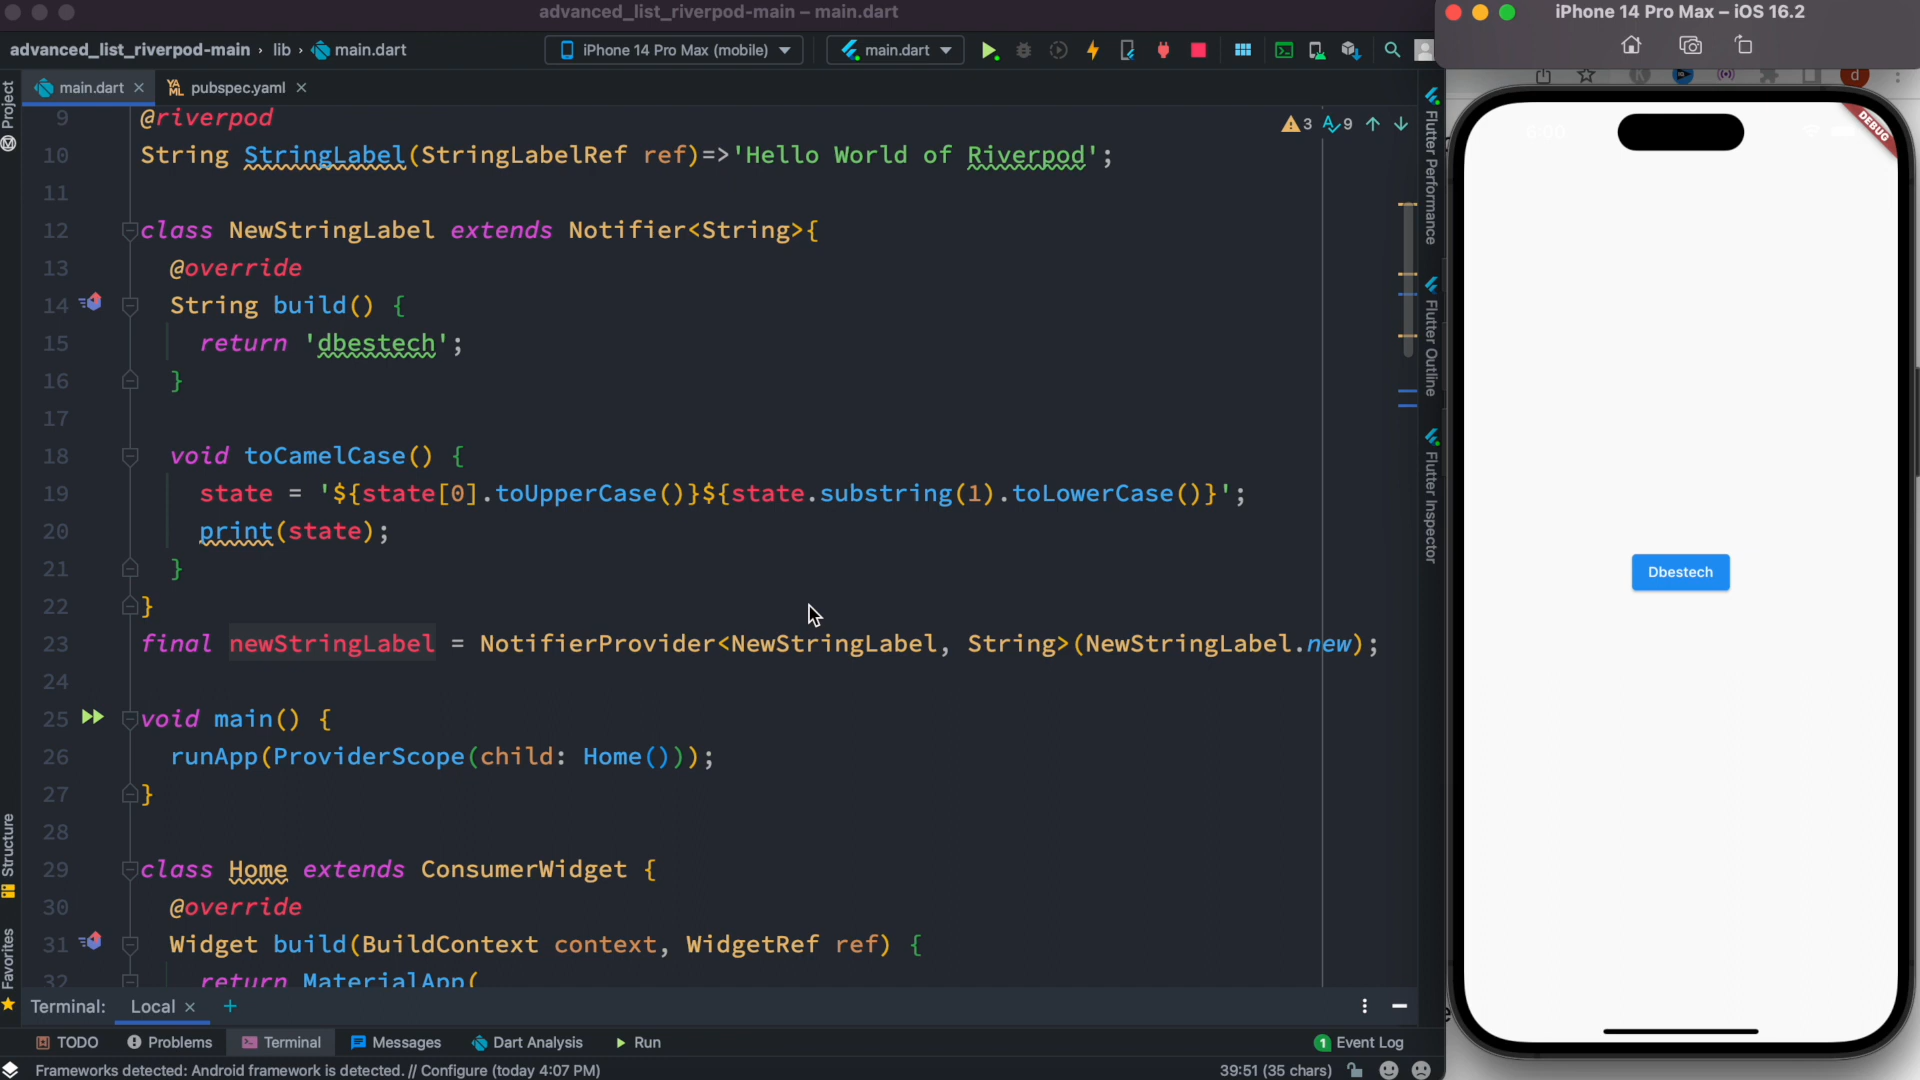 advanced_list_riverpod-main – main.dart
iPhone 14 Pro Max – iOS 16.2
advanced_list_riverpod-main › lib › main.dart
iPhone 14 Pro Max (mobile)
main.dart
main.dart
pubspec.yaml
3
9
Project
Structure
Favorites
9 @riverpod
10 String StringLabel(StringLabelRef ref)=>'Hello World of Riverpod';
11
12 class NewStringLabel extends Notifier<String>{
13 @override
14 String build() {
15 return 'dbestech';
16 }
17
18 void toCamelCase() {
19 state = '${state[0].toUpperCase()}${state.substring(1).toLowerCase()}';
20 print(state);
21 }
22 }
23 final newStringLabel = NotifierProvider<NewStringLabel, String>(NewStringLabel.new);
24
25 void main() {
26 runApp(ProviderScope(child: Home()));
27 }
28
29 class Home extends ConsumerWidget {
30 @override
31 Widget build(BuildContext context, WidgetRef ref) {
32 return MaterialApp(
Flutter Performance
Flutter Outline
Flutter Inspector
d
DEBUG
Dbestech
Terminal: Local +
TODO Problems Terminal Messages Dart Analysis Run
1 Event Log
Frameworks detected: Android framework is detected. // Configure (today 4:07 PM)
39:51 (35 chars)